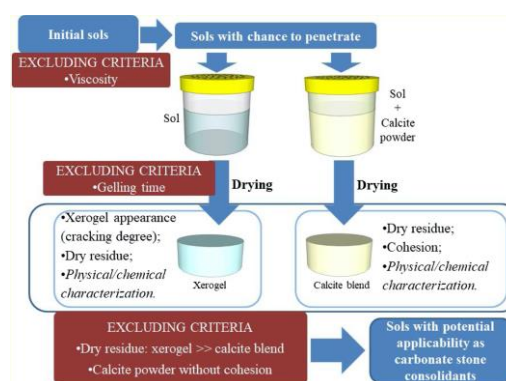 Initial sols
Sols with chance to penetrate
EXCLUDING CRITERIA
•Viscosity
Sol
Sol
+
Calcite
powder
EXCLUDING CRITERIA
•Gelling time
Drying
Drying
•Xerogel appearance
(cracking degree);
•Dry residue;
•Physical/chemical
characterization.
Xerogel
Calcite blend
•Dry residue;
•Cohesion;
•Physical/chemical
characterization.
EXCLUDING CRITERIA
•Dry residue: xerogel >> calcite blend
•Calcite powder without cohesion
Sols with potential
applicability as
carbonate stone
consolidants